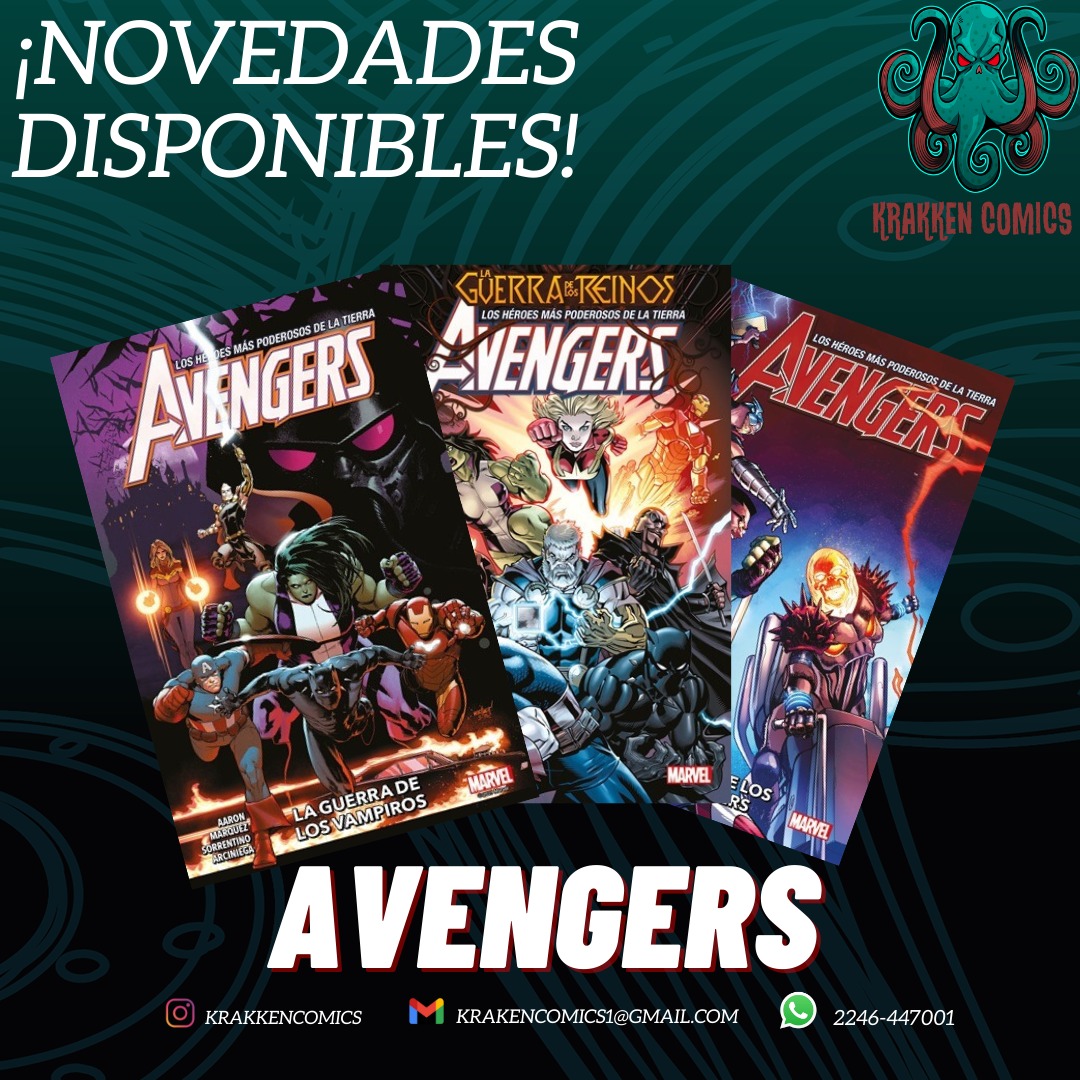 ¡NOVEDADES
DISPONIBLES!
KRAKKEN COMICS
LOS HÉROES MÁS PODEROSOS DE LA TIERRA
AVENGERS
LA GUERRA DE
LOS VAMPIROS
AARON
MARQUEZ
SORRENTINO
ARCINIEGA
MARVEL
LA
GUERRA DE LOS REINOS
LOS HÉROES MÁS PODEROSOS DE LA TIERRA
AVENGERS
MARVEL
LOS HÉROES MÁS PODEROSOS DE LA TIERRA
AVENGERS
E LOS
RS
MARVEL
AVENGERS
KRAKKENCOMICS
KRAKENCOMICS1@GMAIL.COM
2246-447001